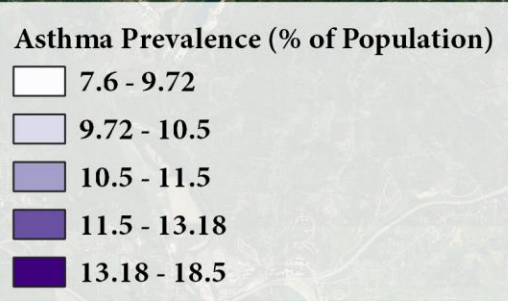 Asthma Prevalence (% of Population)
7.6 - 9.72
9.72 - 10.5
10.5 - 11.5
11.5 - 13.18
13.18 - 18.5